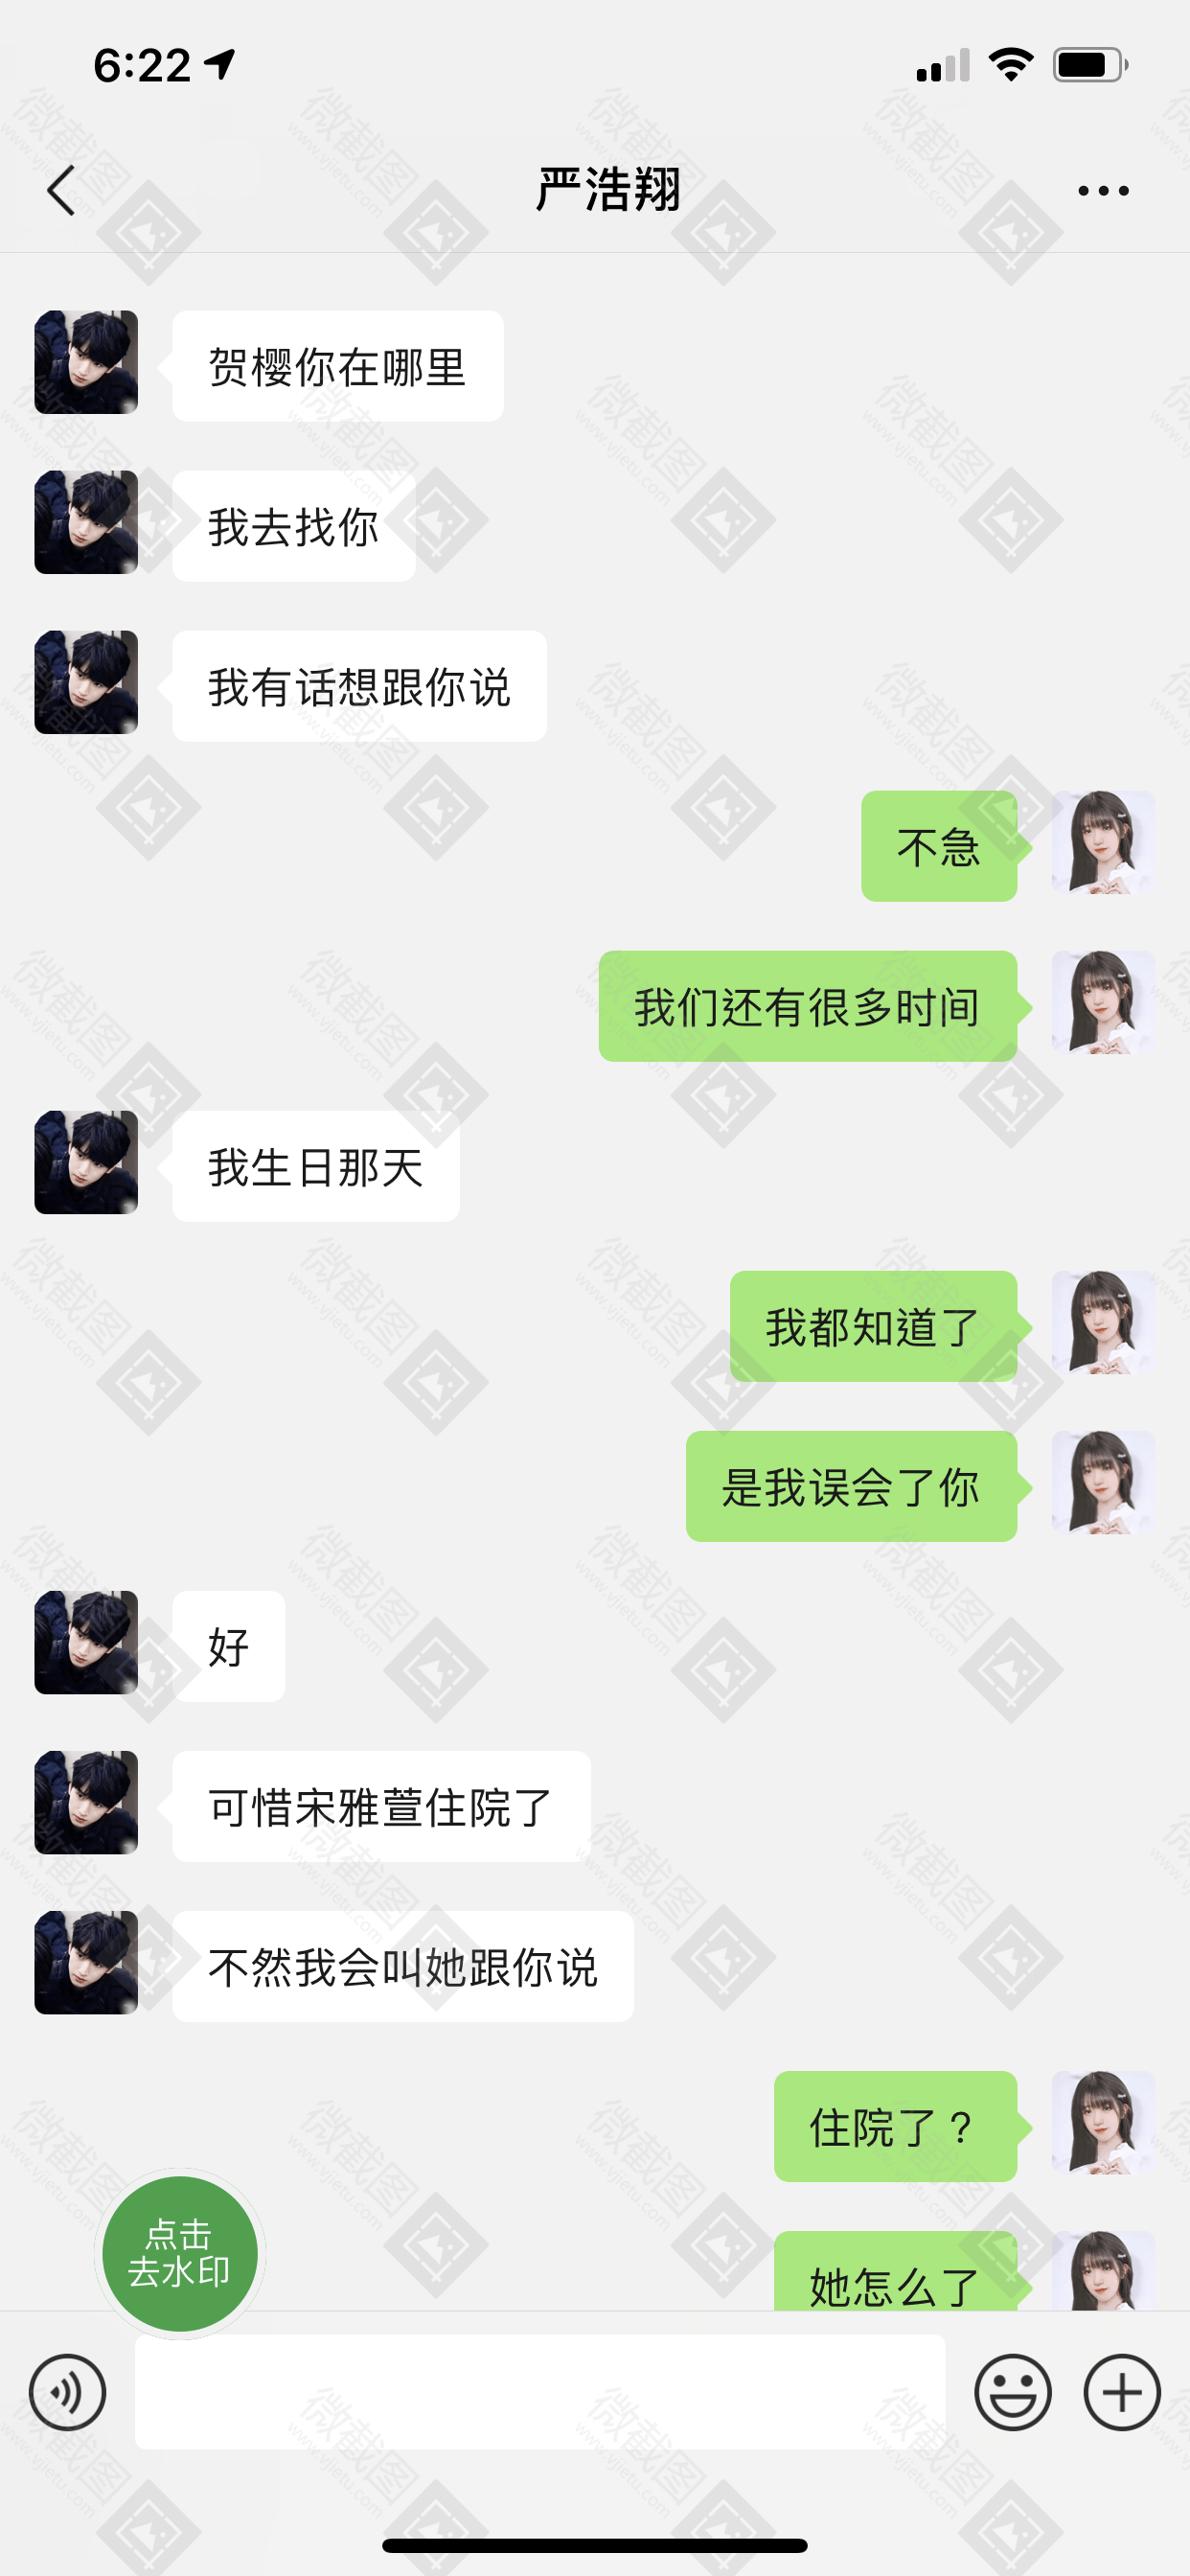 6:22
严浩翔
贺樱你在哪里
我去找你
我有话想跟你说
不急
我们还有很多时间
我生日那天
我都知道了
是我误会了你
好
可惜宋雅萱住院了
不然我会叫她跟你说
住院了？
她怎么了
点击
去水印
微截图
www.vjietu.com